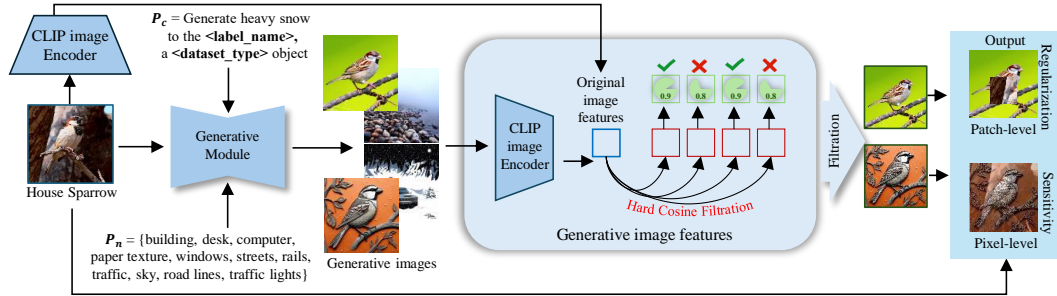 CLIP image
Encoder
House Sparrow
P_c = Generate heavy snow
to the <label_name>,
a <dataset_type> object
Generative
Module
P_n = {building, desk, computer,
paper texture, windows, streets, rails,
traffic, sky, road lines, traffic lights}
Generative images
CLIP image
Encoder
Original
image
features
0.9
0.8
0.9
0.8
Hard Cosine Filtration
Generative image features
Filtration
Output
Patch-level
Regularization
Pixel-level
Sensitivity